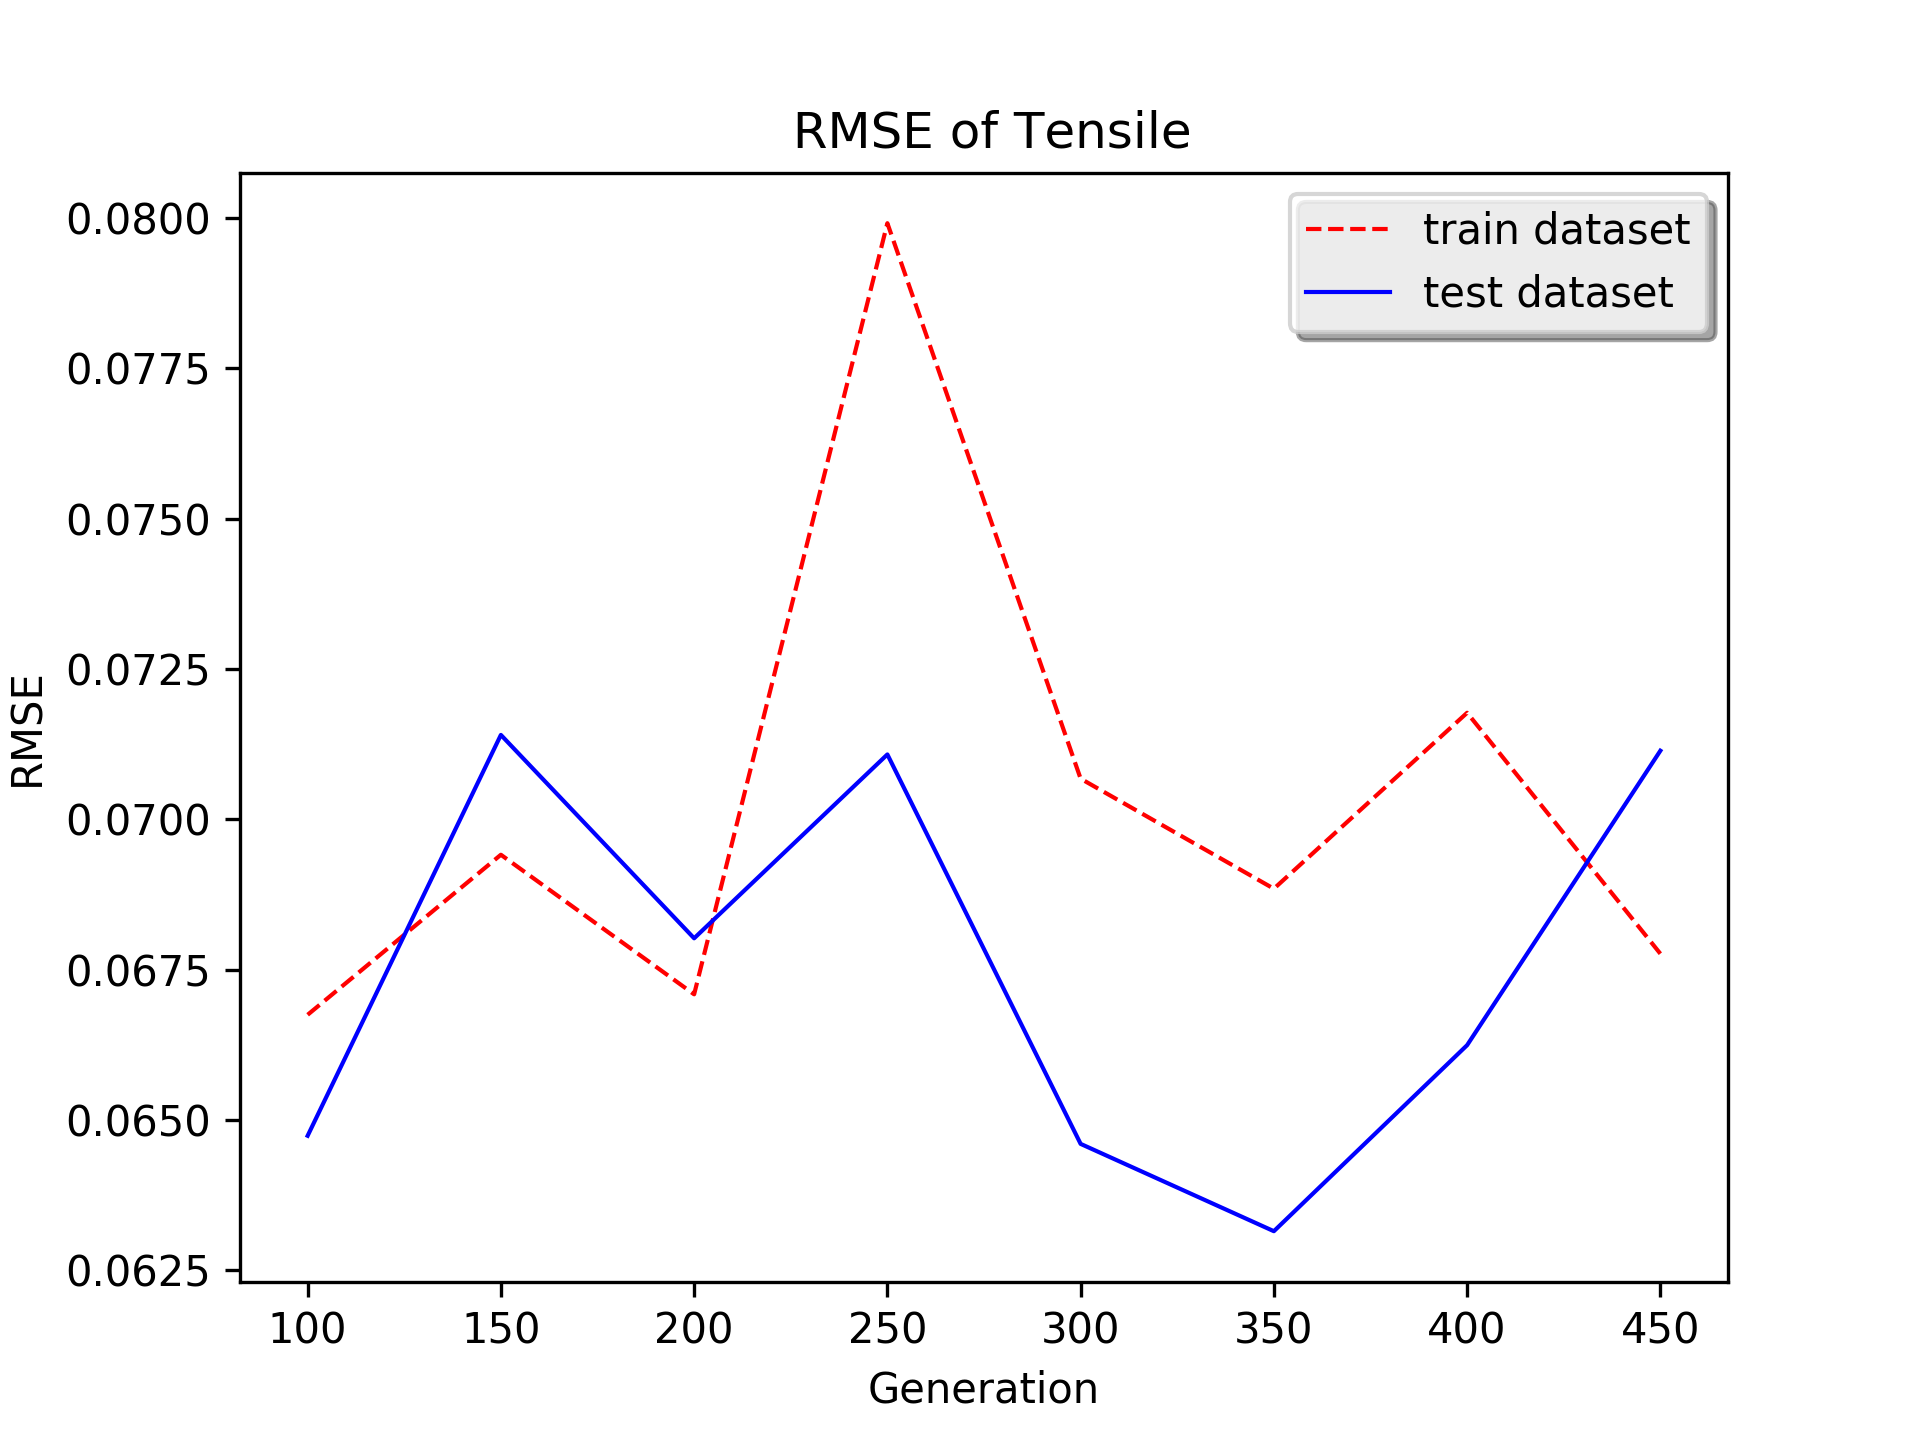 RMSE of Tensile
train dataset
test dataset
0.0800
0.0775
0.0750
0.0725
0.0700
0.0675
0.0650
0.0625
RMSE
100 150 200 250 300 350 400 450
Generation